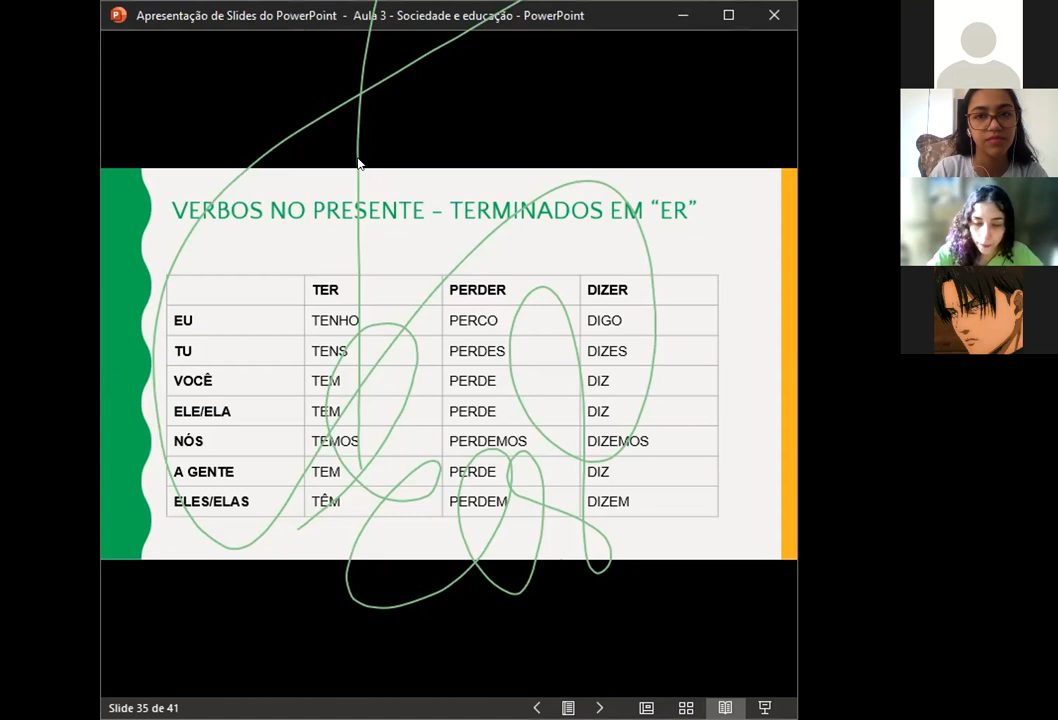 Apresentação de Slides do PowerPoint - Aula 3 - Sociedade e educação - PowerPoint
VERBOS NO PRESENTE – TERMINADOS EM “ER”
TER PERDER DIZER
EU TENHO PERCO DIGO
TU TENS PERDES DIZES
VOCÊ TEM PERDE DIZ
ELE/ELA TEM PERDE DIZ
NÓS TEMOS PERDEMOS DIZEMOS
A GENTE TEM PERDE DIZ
ELES/ELAS TÊM PERDEM DIZEM
Slide 35 de 41